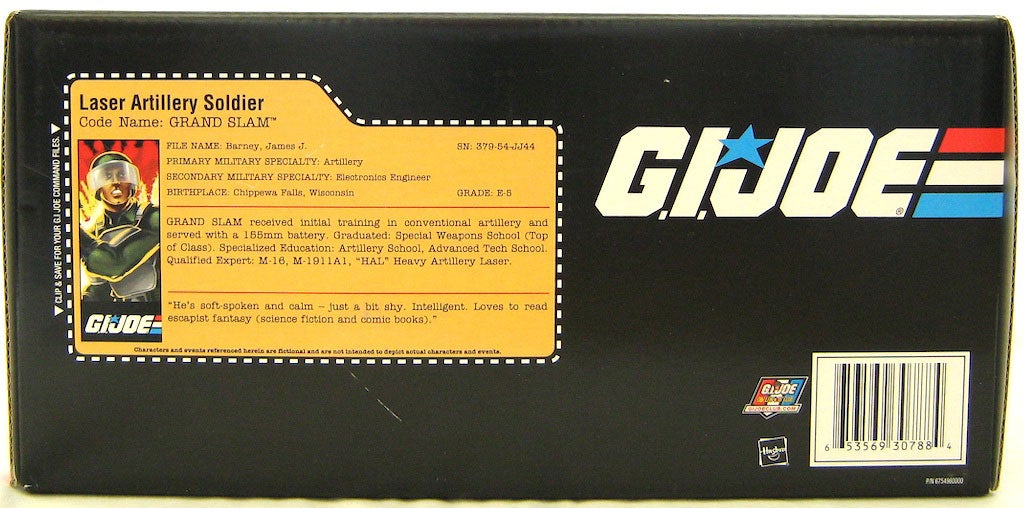 Laser Artillery Soldier
Code Name: GRAND SLAM™
▼ CLIP & SAVE FOR YOUR G.I. JOE COMMAND FILES. ▼
FILE NAME: Barney, James J. SN: 379-54-JJ44
PRIMARY MILITARY SPECIALTY: Artillery
SECONDARY MILITARY SPECIALTY: Electronics Engineer
BIRTHPLACE: Chippewa Falls, Wisconsin GRADE: E-5
GRAND SLAM received initial training in conventional artillery and
served with a 155mm battery. Graduated: Special Weapons School (Top
of Class). Specialized Education: Artillery School, Advanced Tech School.
Qualified Expert: M-16, M-1911A1, "HAL" Heavy Artillery Laser.
"He's soft-spoken and calm – just a bit shy. Intelligent. Loves to read
escapist fantasy (science fiction and comic books)."
G.I.JOE
Characters and events referenced herein are fictional and are not intended to depict actual characters and events.
G.I.JOE®
G.I.JOE
GIJOECLUB.COM
Hasbro
6 53569 30788 4
P/N 6754980000